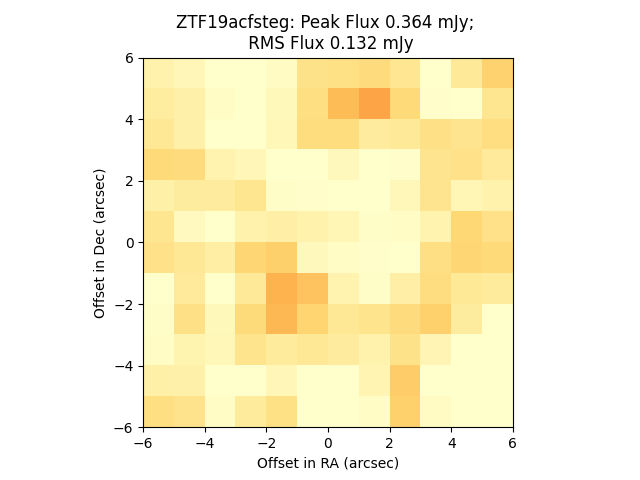 ZTF19acfsteg: Peak Flux 0.364 mJy;
RMS Flux 0.132 mJy
6
4
2
0
−2
−4
−6
Offset in Dec (arcsec)
−6 −4 −2 0 2 4 6
Offset in RA (arcsec)